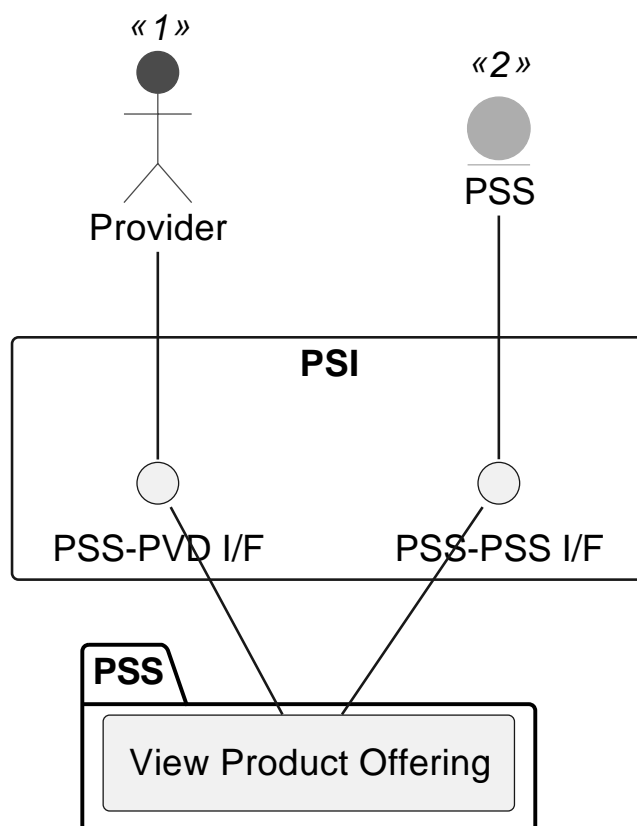 «1»
«2»
Provider
PSS
PSI
PSS-PVD I/F
PSS-PSS I/F
PSS
View Product Offering